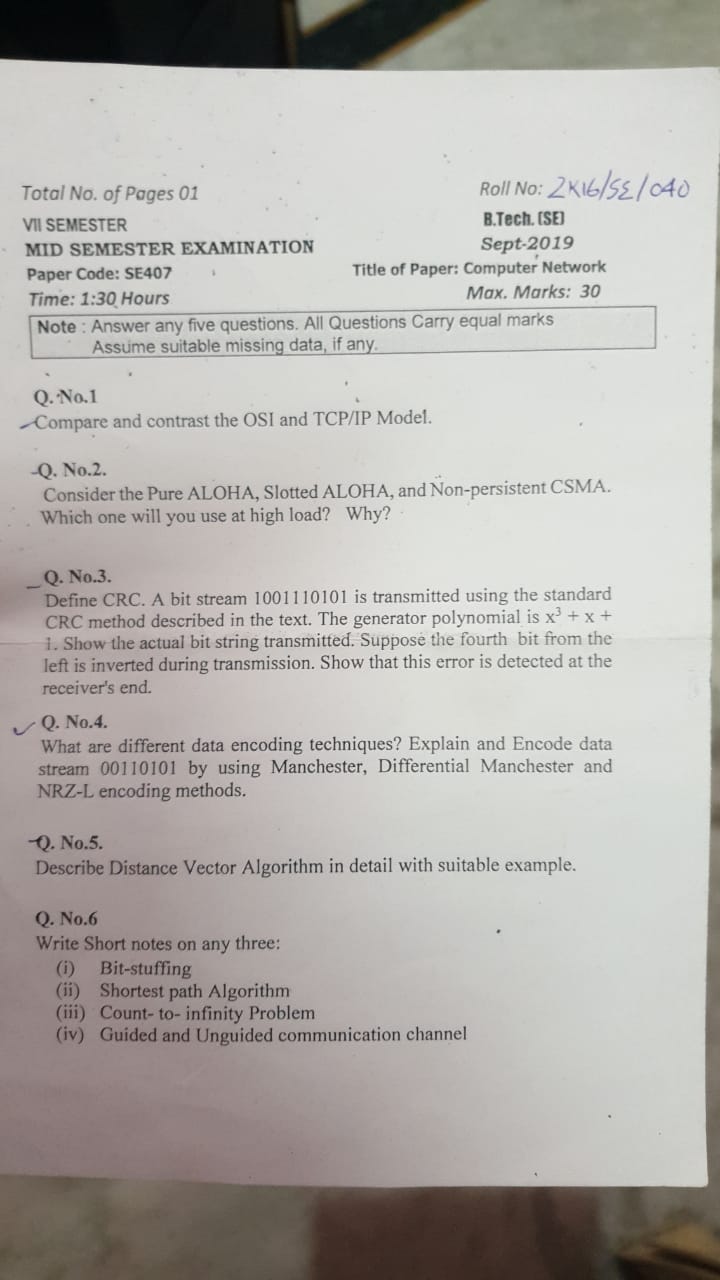 Total No. of Pages 01
Roll No: 2K16/SE/040
VII SEMESTER
B.Tech. (SE)
MID SEMESTER EXAMINATION
Sept-2019
Paper Code: SE407
Title of Paper: Computer Network
Time: 1:30 Hours
Max. Marks: 30
Note : Answer any five questions. All Questions Carry equal marks
Assume suitable missing data, if any.
Q. No.1
Compare and contrast the OSI and TCP/IP Model.
Q. No.2.
Consider the Pure ALOHA, Slotted ALOHA, and Non-persistent CSMA.
Which one will you use at high load? Why?
Q. No.3.
Define CRC. A bit stream 1001110101 is transmitted using the standard
CRC method described in the text. The generator polynomial is x³ + x +
1. Show the actual bit string transmitted. Suppose the fourth bit from the
left is inverted during transmission. Show that this error is detected at the
receiver's end.
Q. No.4.
What are different data encoding techniques? Explain and Encode data
stream 00110101 by using Manchester, Differential Manchester and
NRZ-L encoding methods.
Q. No.5.
Describe Distance Vector Algorithm in detail with suitable example.
Q. No.6
Write Short notes on any three:
(i) Bit-stuffing
(ii) Shortest path Algorithm
(iii) Count- to- infinity Problem
(iv) Guided and Unguided communication channel